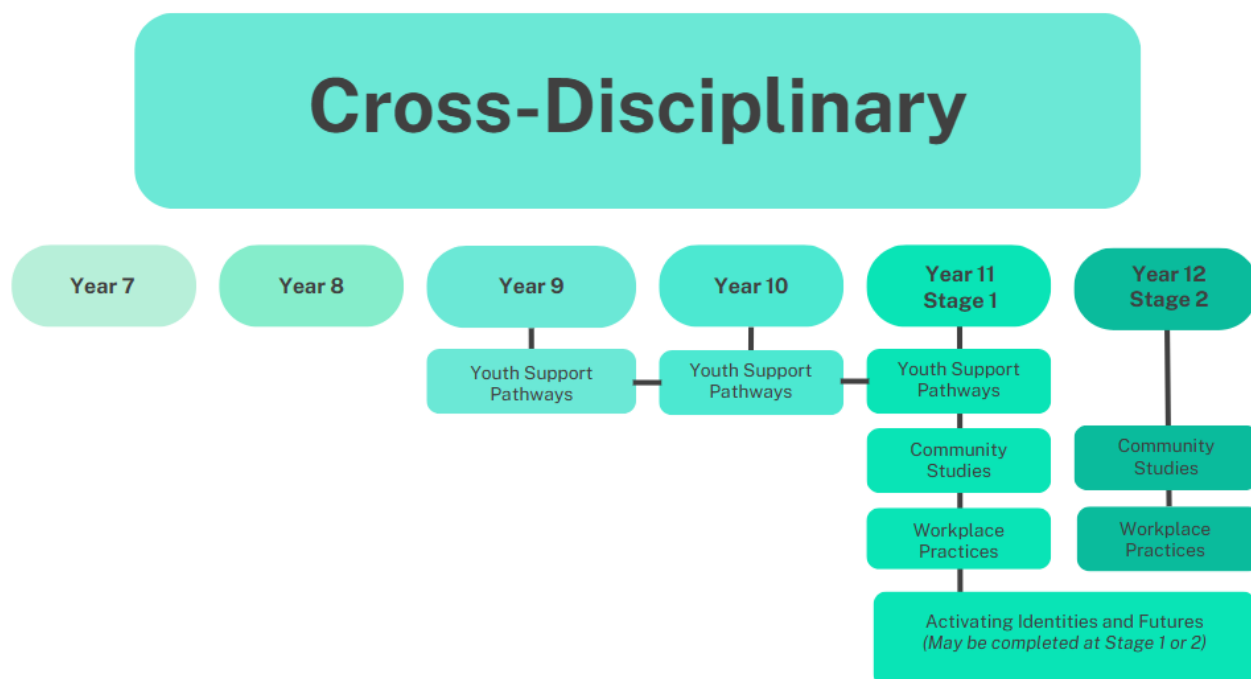 Cross-Disciplinary
Year 7
Year 8
Year 9
Year 10
Year 11
Stage 1
Year 12
Stage 2
Youth Support
Pathways
Youth Support
Pathways
Youth Support
Pathways
Community
Studies
Community
Studies
Workplace
Practices
Workplace
Practices
Activating Identities and Futures
(May be completed at Stage 1 or 2)